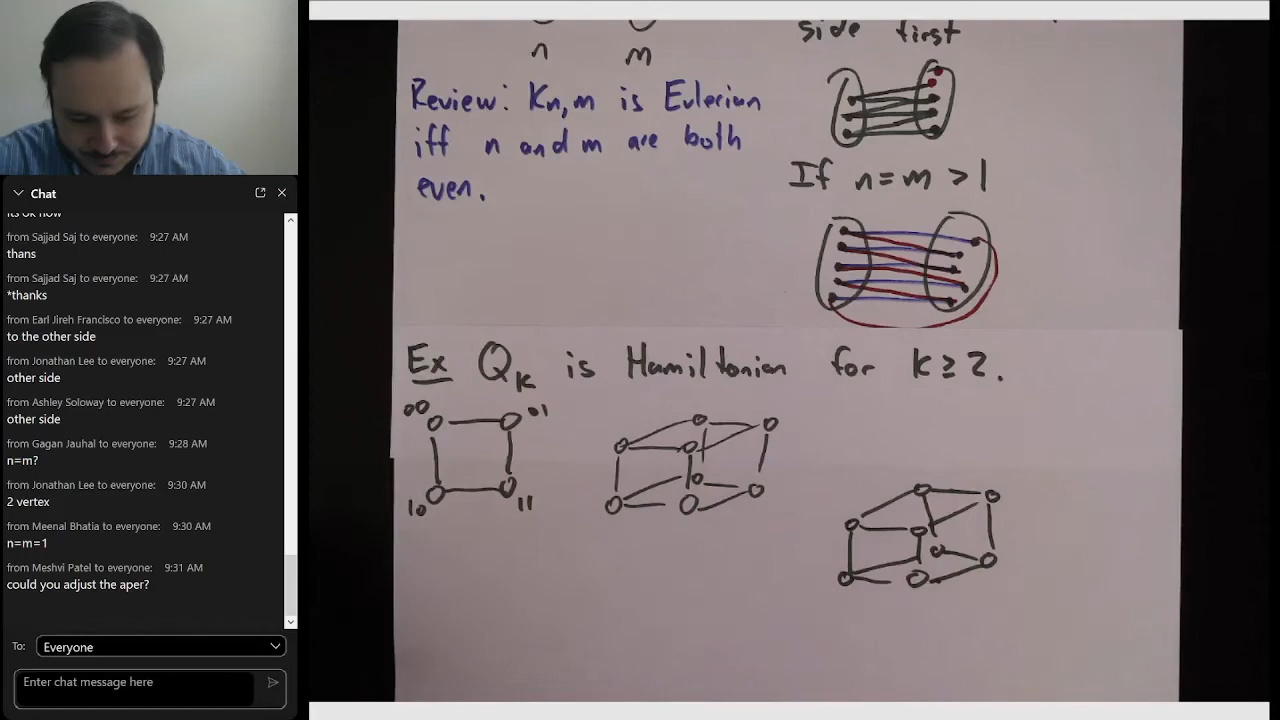 Chat
its ok now
from Sajjad Saj to everyone: 9:27 AM
thans
from Sajjad Saj to everyone: 9:27 AM
*thanks
from Earl Jireh Francisco to everyone: 9:27 AM
to the other side
from Jonathan Lee to everyone: 9:27 AM
other side
from Ashley Soloway to everyone: 9:27 AM
other side
from Gagan Jauhal to everyone: 9:28 AM
n=m?
from Jonathan Lee to everyone: 9:30 AM
2 vertex
from Meenal Bhatia to everyone: 9:30 AM
n=m=1
from Meshvi Patel to everyone: 9:31 AM
could you adjust the aper?
To: Everyone
Enter chat message here
n m
Review: Kn,m is Eulerian
iff n and m are both
even.
side first
If n=m >1
Ex Qk is Hamiltonian for k≥2.
00 01
10 11